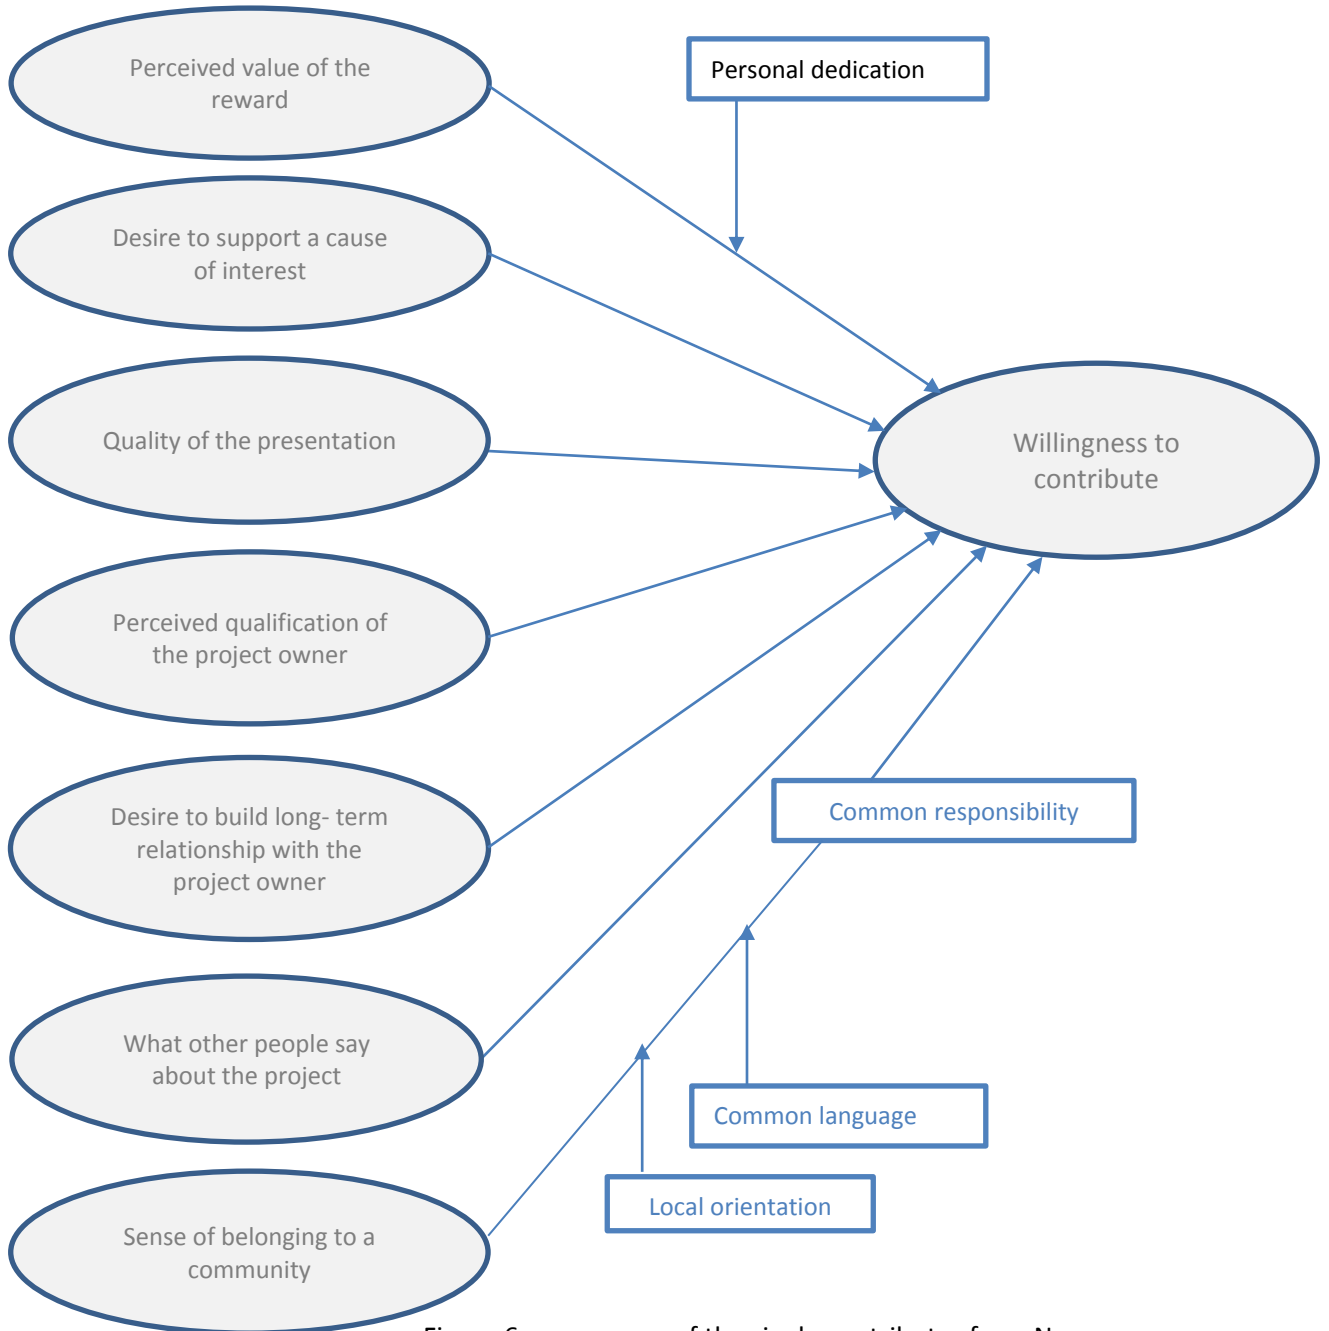 Perceived value of the
reward
Personal dedication
Desire to support a cause
of interest
Quality of the presentation
Willingness to
contribute
Perceived qualification of
the project owner
Desire to build long- term
relationship with the
project owner
Common responsibility
What other people say
about the project
Common language
Local orientation
Sense of belonging to a
community